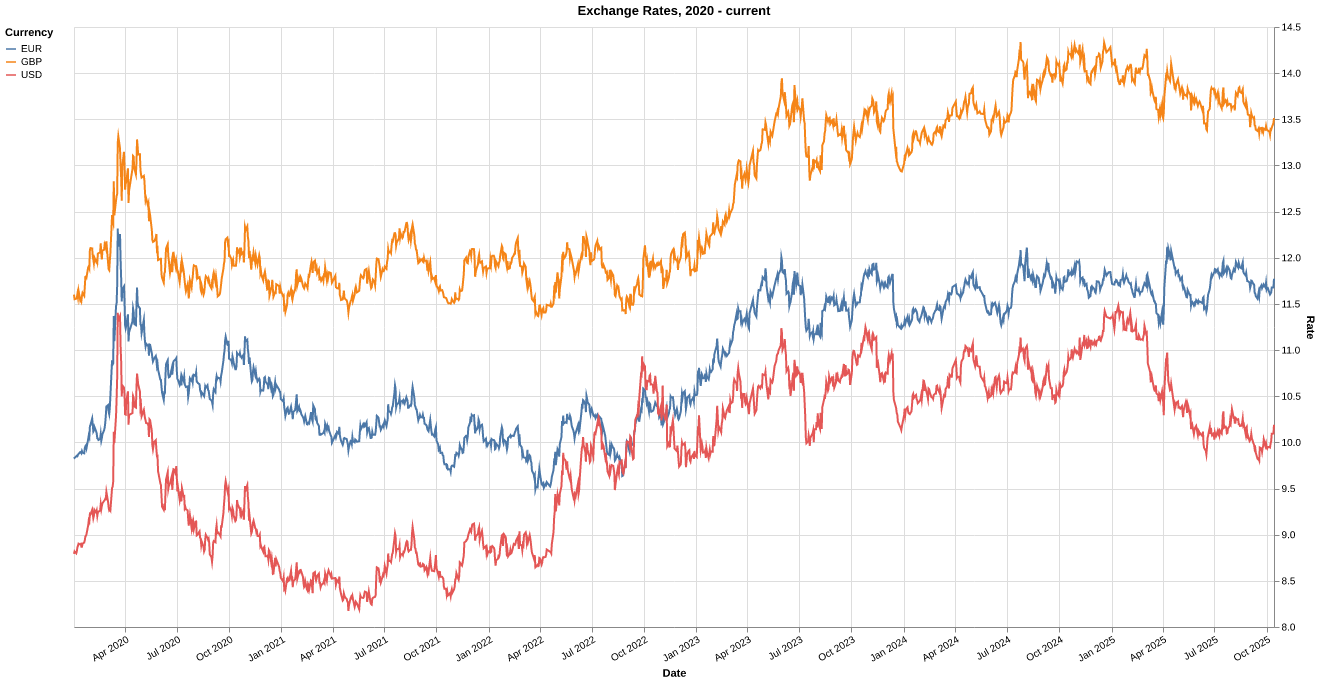 Exchange Rates, 2020 - current
Currency
EUR
GBP
USD
14.5
14.0
13.5
13.0
12.5
12.0
11.5
11.0
10.5
10.0
9.5
9.0
8.5
8.0
Rate
Apr 2020
Jul 2020
Oct 2020
Jan 2021
Apr 2021
Jul 2021
Oct 2021
Jan 2022
Apr 2022
Jul 2022
Oct 2022
Jan 2023
Apr 2023
Jul 2023
Oct 2023
Jan 2024
Apr 2024
Jul 2024
Oct 2024
Jan 2025
Apr 2025
Jul 2025
Oct 2025
Date